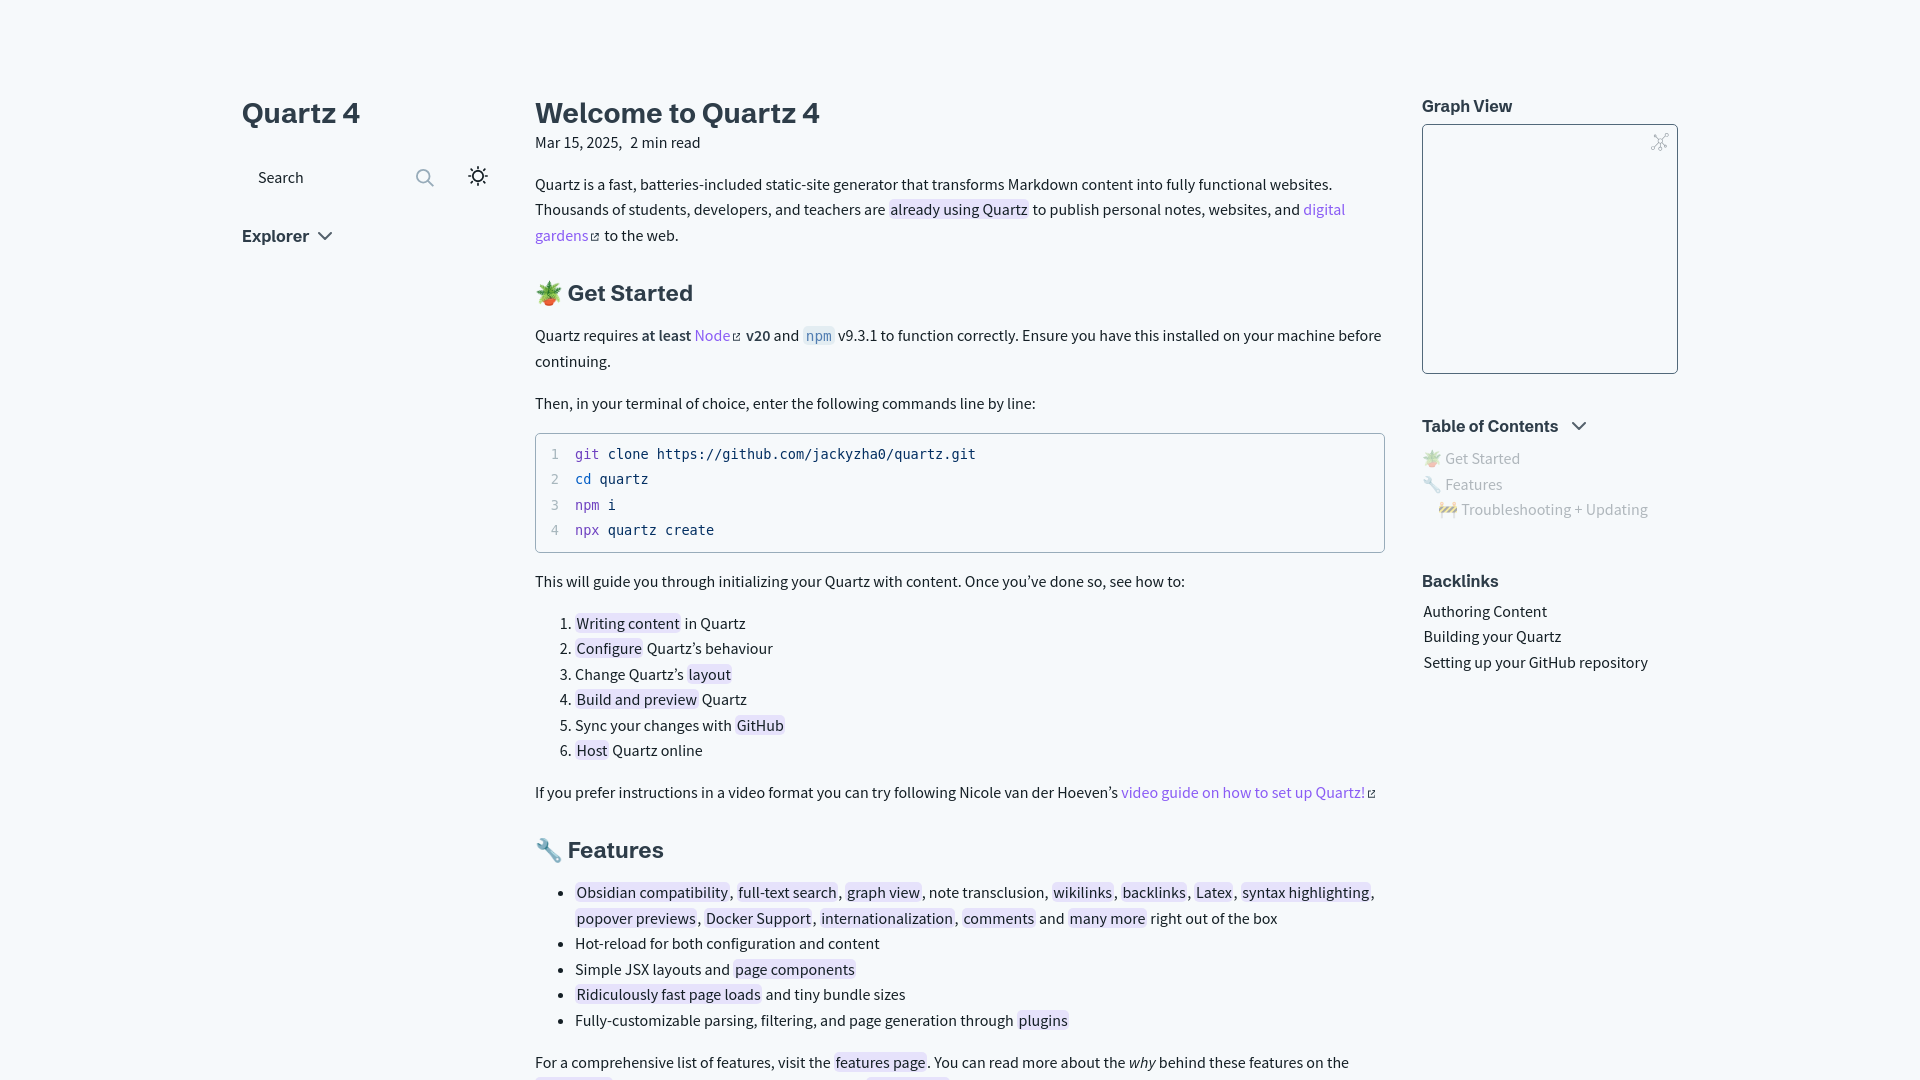 Quartz 4
Search
Explorer
Welcome to Quartz 4
Mar 15, 2025, 2 min read
Quartz is a fast, batteries-included static-site generator that transforms Markdown content into fully functional websites.
Thousands of students, developers, and teachers are already using Quartz to publish personal notes, websites, and digital
gardens to the web.
🪴 Get Started
Quartz requires at least Node v20 and npm v9.3.1 to function correctly. Ensure you have this installed on your machine before
continuing.
Then, in your terminal of choice, enter the following commands line by line:
1 git clone https://github.com/jackyzha0/quartz.git
2 cd quartz
3 npm i
4 npx quartz create
This will guide you through initializing your Quartz with content. Once you’ve done so, see how to:
1. Writing content in Quartz
2. Configure Quartz’s behaviour
3. Change Quartz’s layout
4. Build and preview Quartz
5. Sync your changes with GitHub
6. Host Quartz online
If you prefer instructions in a video format you can try following Nicole van der Hoeven’s video guide on how to set up Quartz!
🔧 Features
• Obsidian compatibility, full-text search, graph view, note transclusion, wikilinks, backlinks, Latex, syntax highlighting,
popover previews, Docker Support, internationalization, comments and many more right out of the box
• Hot-reload for both configuration and content
• Simple JSX layouts and page components
• Ridiculously fast page loads and tiny bundle sizes
• Fully-customizable parsing, filtering, and page generation through plugins
For a comprehensive list of features, visit the features page. You can read more about the why behind these features on the
Graph View
Table of Contents
🪴 Get Started
🔧 Features
🚧 Troubleshooting + Updating
Backlinks
Authoring Content
Building your Quartz
Setting up your GitHub repository